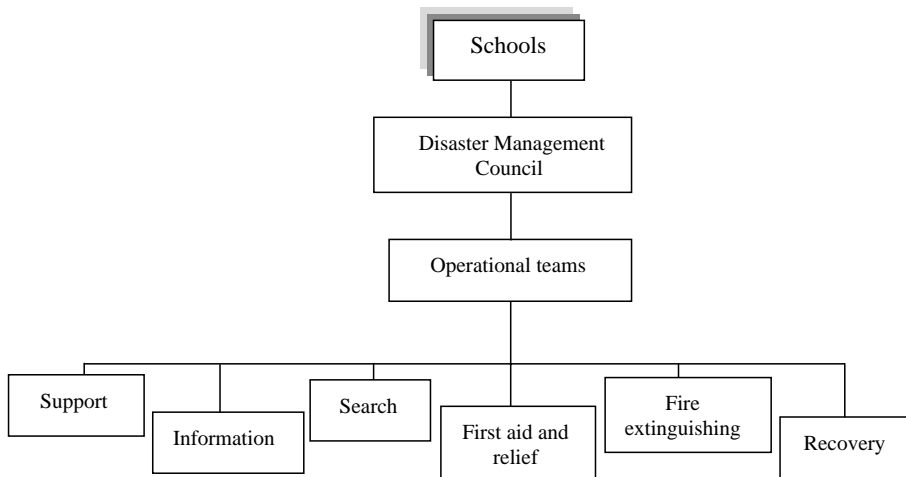 Schools
Disaster Management
Council
Operational teams
Support
Information
Search
First aid and
relief
Fire
extinguishing
Recovery